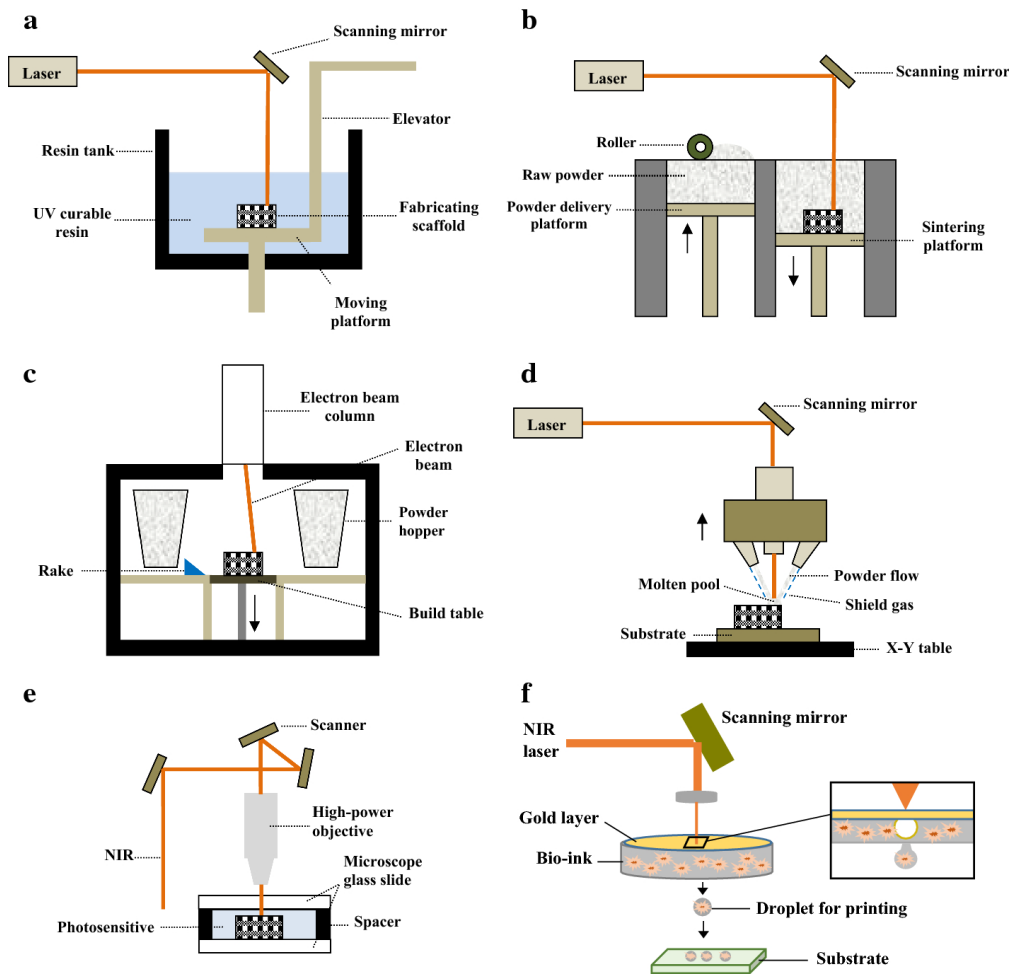 a
Scanning mirror
Laser
Elevator
Resin tank
UV curable
resin
Fabricating
scaffold
Moving
platform
b
Laser
Scanning mirror
Roller
Raw powder
Powder delivery
platform
Sintering
platform
c
Electron beam
column
Electron
beam
Powder
hopper
Rake
Build table
d
Scanning
mirror
Laser
Powder flow
Molten pool
Shield gas
Substrate
X-Y table
e
Scanner
High-power
objective
NIR
Microscope
glass slide
Photosensitive
Spacer
f
Scanning mirror
NIR
laser
Gold layer
Bio-ink
Droplet for printing
Substrate